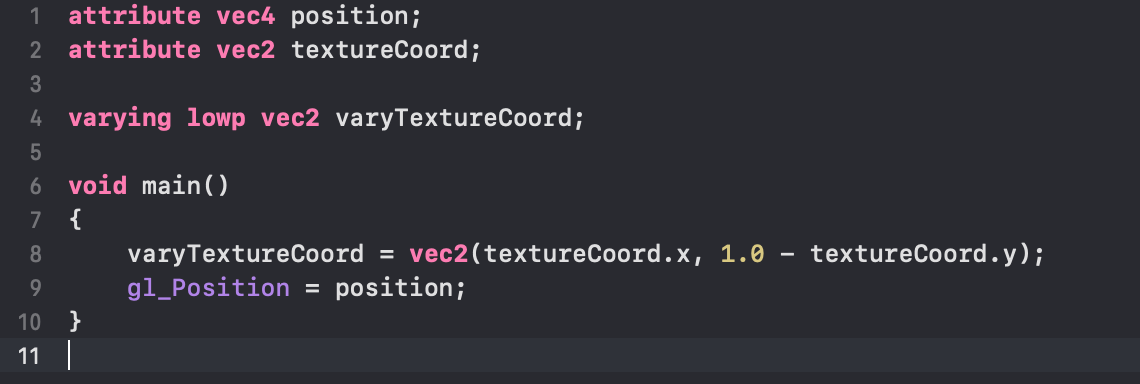 1 attribute vec4 position;
2 attribute vec2 textureCoord;
3
4 varying lowp vec2 varyTextureCoord;
5
6 void main()
7 {
8     varyTextureCoord = vec2(textureCoord.x, 1.0 - textureCoord.y);
9     gl_Position = position;
10 }
11